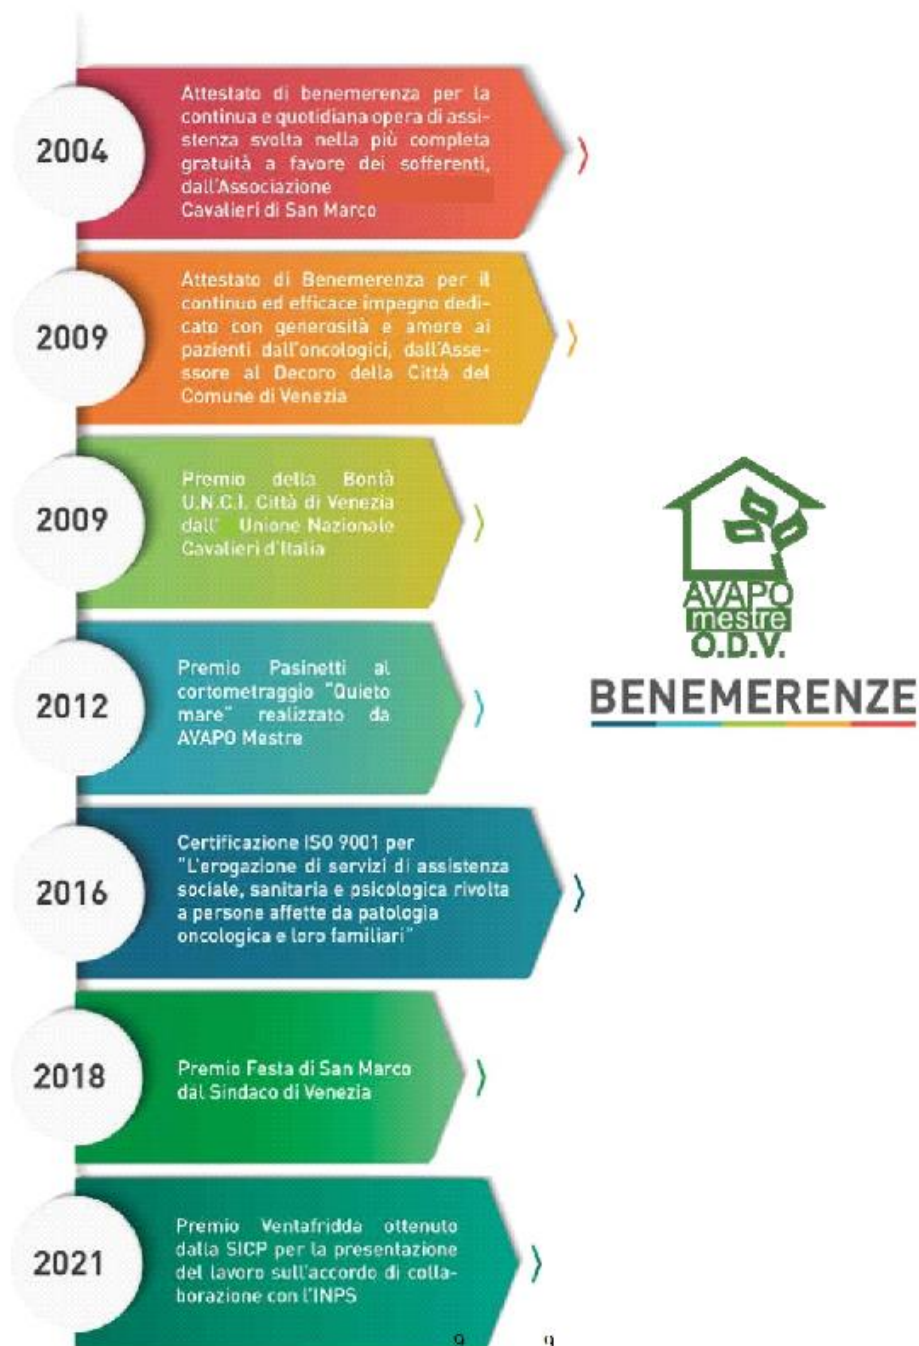 2004
Attestato di benemerenza per la
continua e quotidiana opera di assi-
stenza svolta nella più completa
gratuità a favore dei sofferenti,
dall'Associazione
Cavalieri di San Marco
2009
Attestato di Benemerenza per il
continuo ed efficace impegno dedi-
cato con generosità e amore ai
pazienti dall'oncologici, dall'Asse-
ssore al Decoro della Città del
Comune di Venezia
2009
Premio della Bontà
U.N.C.I. Città di Venezia
dall' Unione Nazionale
Cavalieri d'Italia
2012
Premio Pasinetti al
cortometraggio "Quieto
mare" realizzato da
AVAPO Mestre
2016
Certificazione ISO 9001 per
"L'erogazione di servizi di assistenza
sociale, sanitaria e psicologica rivolta
a persone affette da patologia
oncologica e loro familiari"
2018
Premio Festa di San Marco
dal Sindaco di Venezia
2021
Premio Ventafridda ottenuto
dalla SICP per la presentazione
del lavoro sull'accordo di colla-
borazione con l'INPS
AVAPO
mestre
O.D.V.
BENEMERENZE
9 9